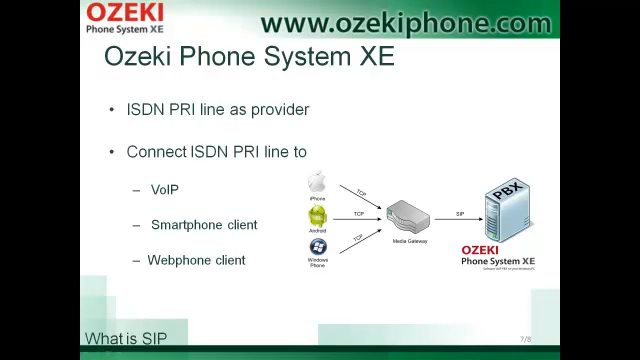 OZEKI
Phone System XE
www.ozekiphone.com
Ozeki Phone System XE
• ISDN PRI line as provider
• Connect ISDN PRI line to
– VoIP
– Smartphone client
– Webphone client
iPhone
TCP
Android
TCP
Windows
Phone
TCP
Media Gateway
SIP
PBX
OZEKI
Phone System XE
What is SIP
7/8